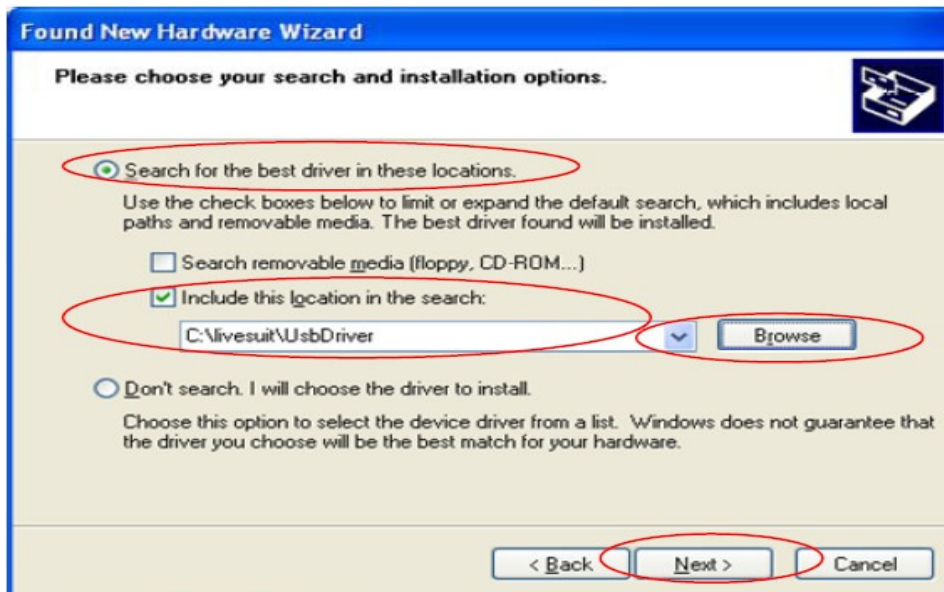 Found New Hardware Wizard
Please choose your search and installation options.
Search for the best driver in these locations.
Use the check boxes below to limit or expand the default search, which includes local
paths and removable media. The best driver found will be installed.
Search removable media (floppy, CD-ROM...)
Include this location in the search:
C:\livesuit\UsbDriver
Browse
Don't search. I will choose the driver to install.
Choose this option to select the device driver from a list. Windows does not guarantee that
the driver you choose will be the best match for your hardware.
< Back
Next >
Cancel